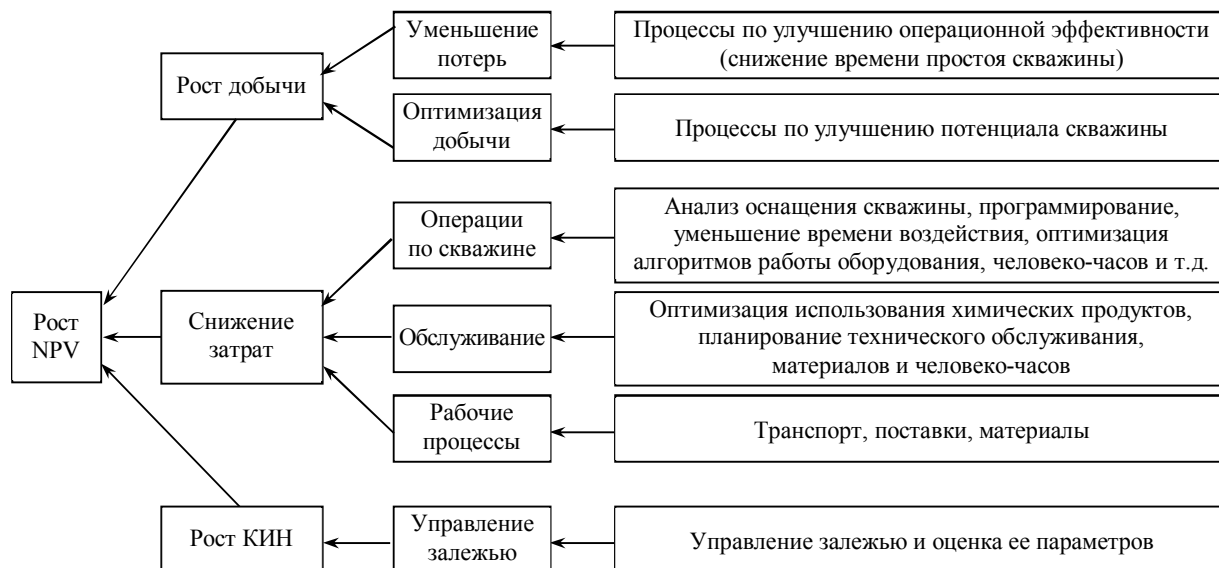 Уменьшение
потерь
Процессы по улучшению операционной эффективности
(снижение времени простоя скважины)
Рост добычи
Оптимизация
добычи
Процессы по улучшению потенциала скважины
Операции
по скважине
Анализ оснащения скважины, программирование,
уменьшение времени воздействия, оптимизация
алгоритмов работы оборудования, человеко-часов и т.д.
Рост
NPV
Снижение
затрат
Обслуживание
Оптимизация использования химических продуктов,
планирование технического обслуживания,
материалов и человеко-часов
Рабочие
процессы
Транспорт, поставки, материалы
Рост КИН
Управление
залежью
Управление залежью и оценка ее параметров